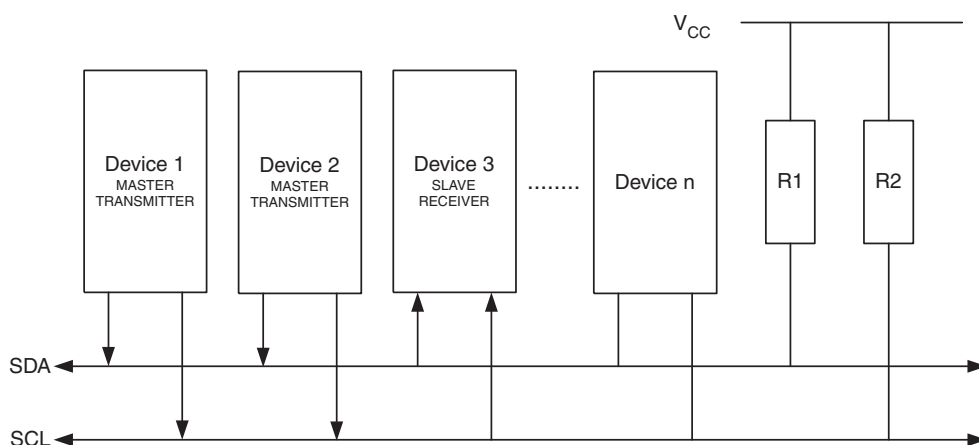 V_CC
Device 1
MASTER
TRANSMITTER
Device 2
MASTER
TRANSMITTER
Device 3
SLAVE
RECEIVER
........
Device n
R1
R2
SDA
SCL